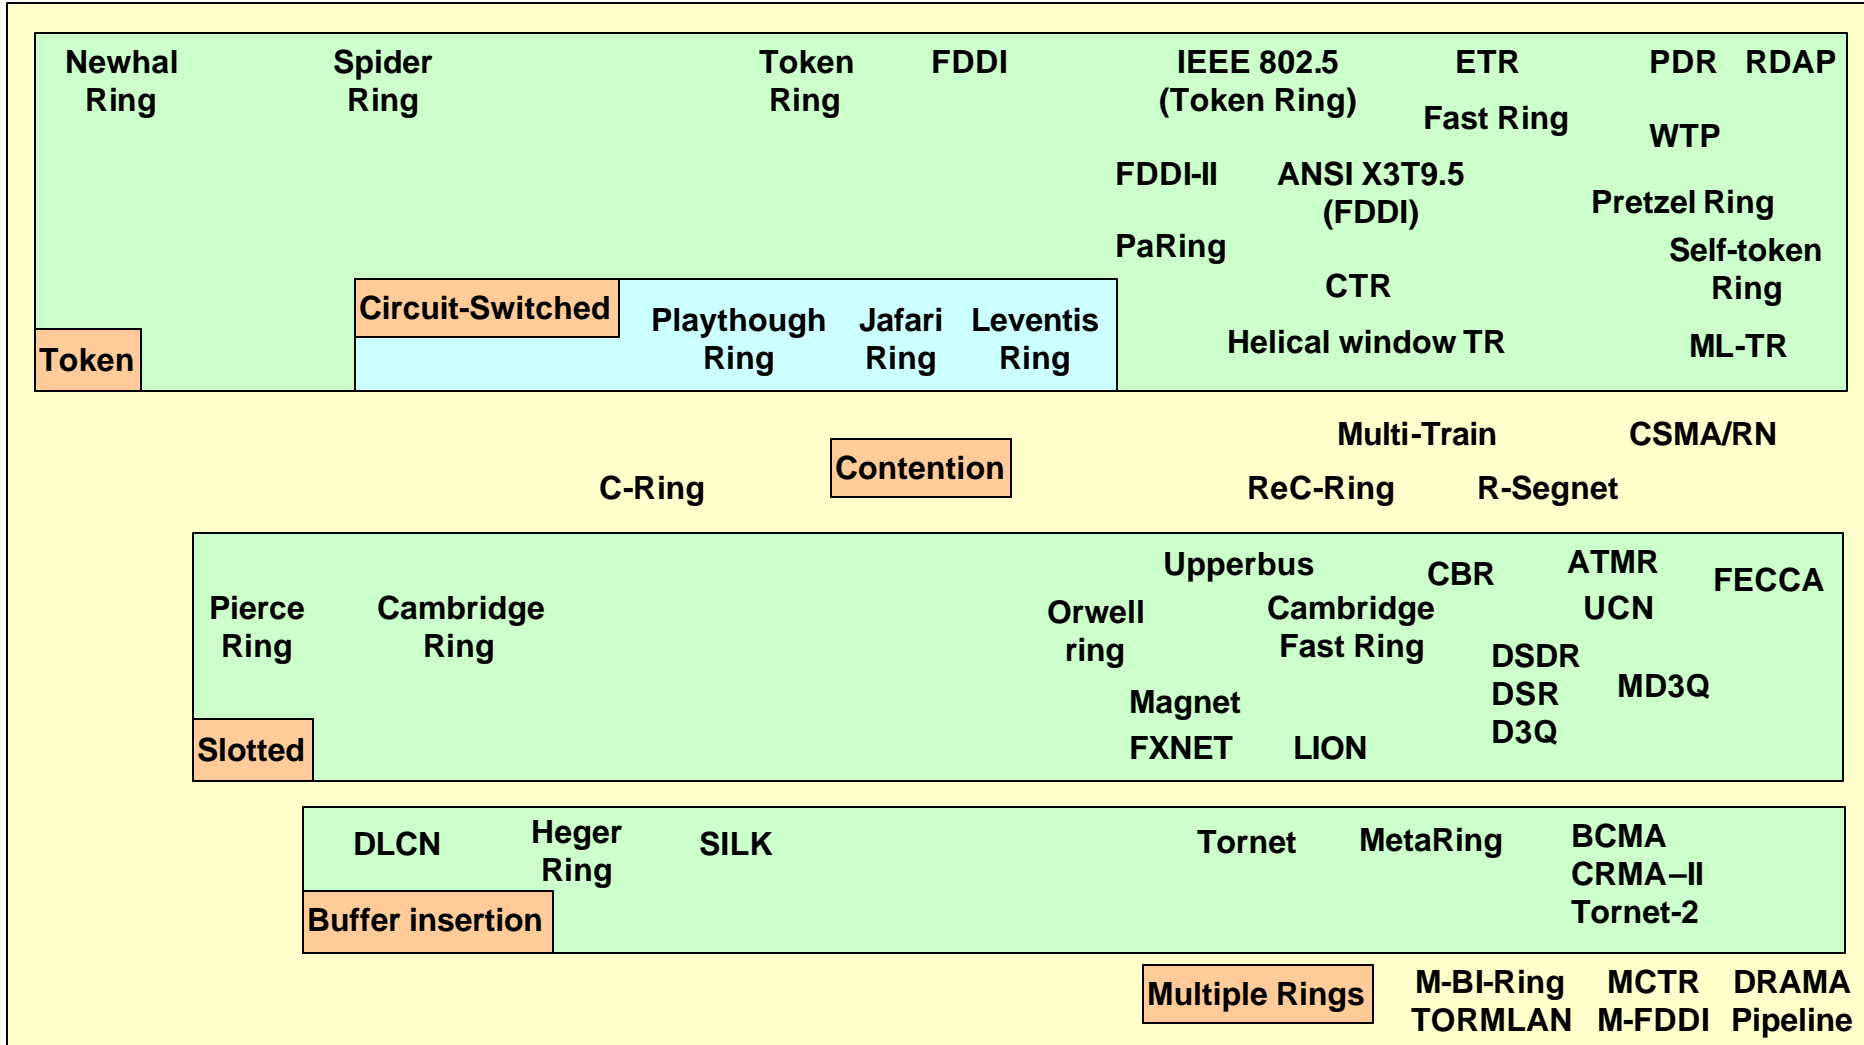 Newhal
Ring
Spider
Ring
Token
Ring
FDDI
IEEE 802.5
(Token Ring)
ETR
PDR
RDAP
Fast Ring
WTP
FDDI-II
ANSI X3T9.5
(FDDI)
Pretzel Ring
PaRing
Self-token
Ring
CTR
Circuit-Switched
Playthough
Ring
Jafari
Ring
Leventis
Ring
Helical window TR
ML-TR
Token
Multi-Train
CSMA/RN
Contention
C-Ring
ReC-Ring
R-Segnet
Upperbus
CBR
ATMR
FECCA
Pierce
Ring
Cambridge
Ring
Orwell
ring
Cambridge
Fast Ring
UCN
DSDR
DSR
D3Q
MD3Q
Magnet
FXNET
LION
Slotted
DLCN
Heger
Ring
SILK
Tornet
MetaRing
BCMA
CRMA–II
Tornet-2
Buffer insertion
Multiple Rings
M-BI-Ring
MCTR
DRAMA
TORMLAN
M-FDDI
Pipeline